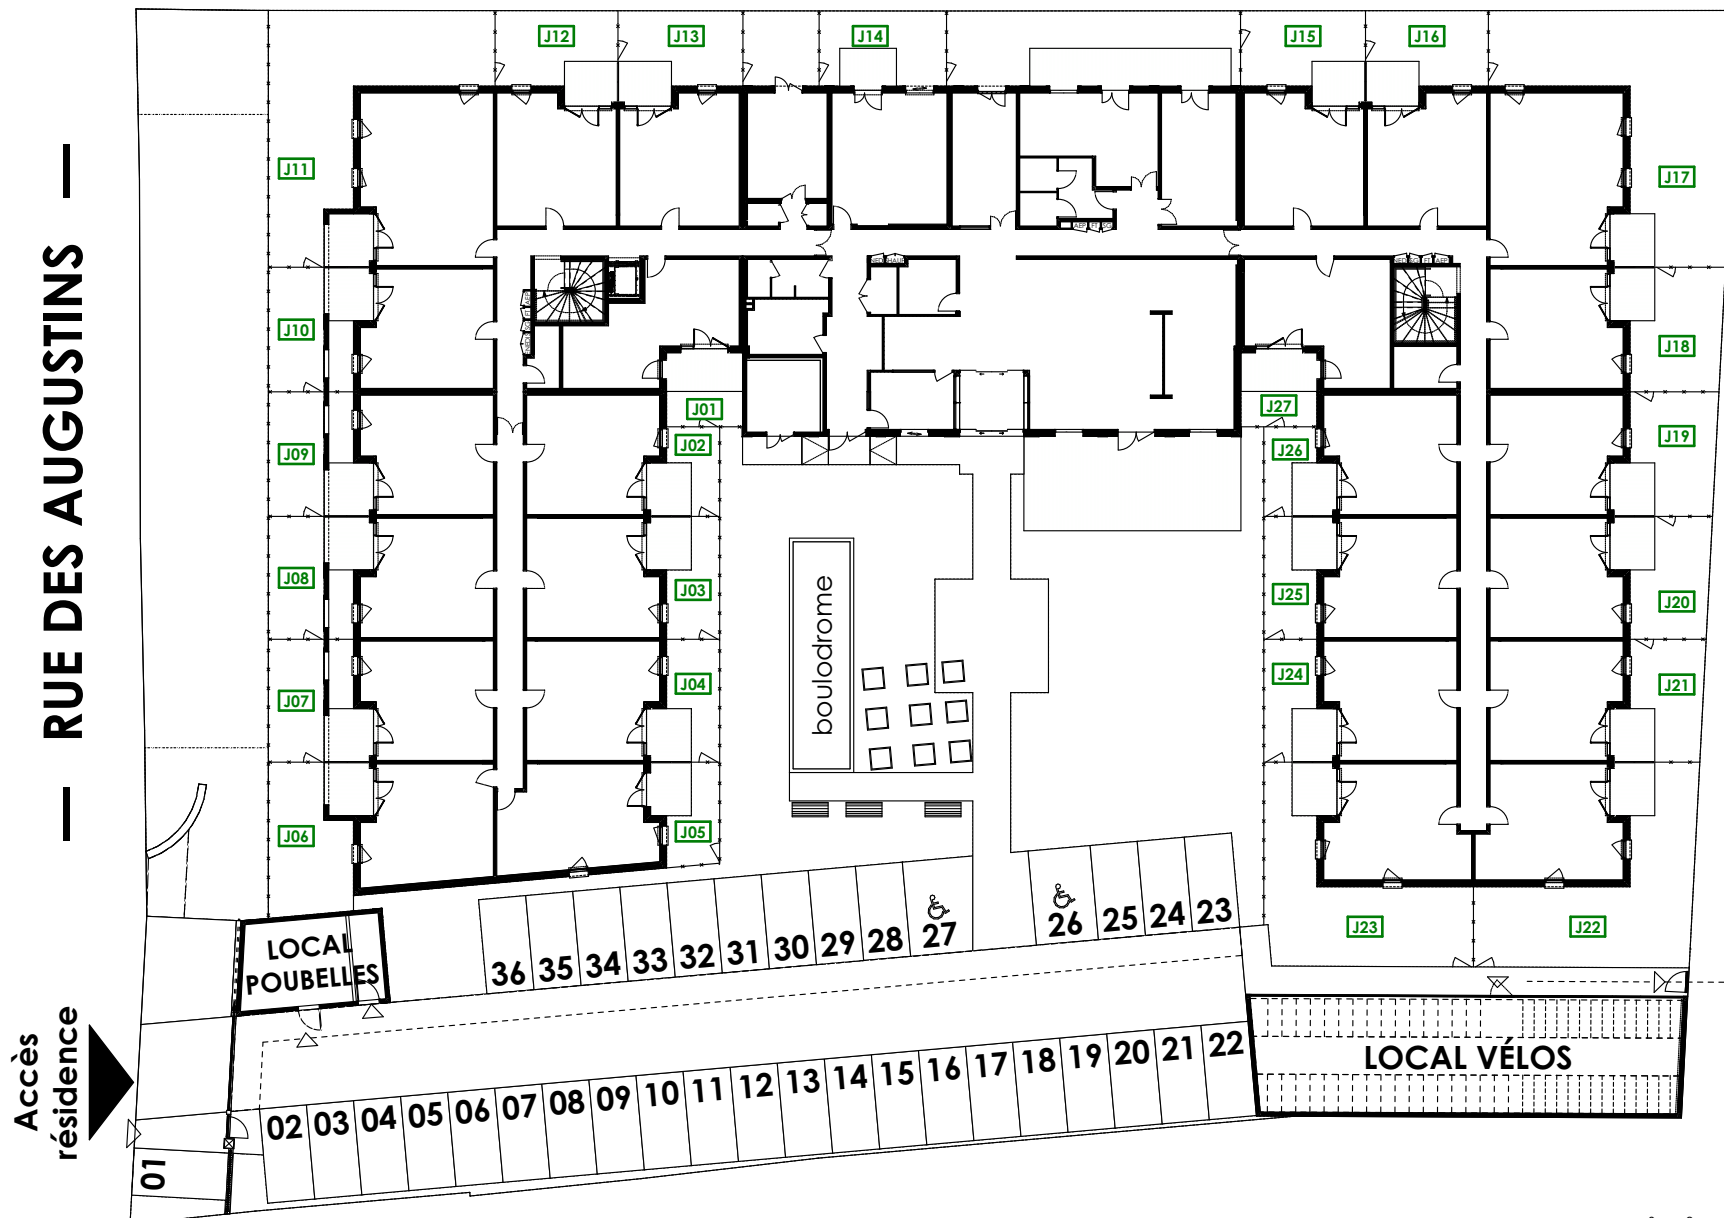 J12
J13
J14
J15
J16
J11
J17
J10
J18
J09
J01
J02
J27
J26
J19
J08
J03
J25
J20
J07
J04
J24
J21
J06
J05
J23
J22
— RUE DES AUGUSTINS —
boulodrome
36 35 34 33 32 31 30 29 28 27 26 25 24 23
LOCAL
POUBELLES
Accès
résidence
01
02 03 04 05 06 07 08 09 10 11 12 13 14 15 16 17 18 19 20 21 22
LOCAL VÉLOS